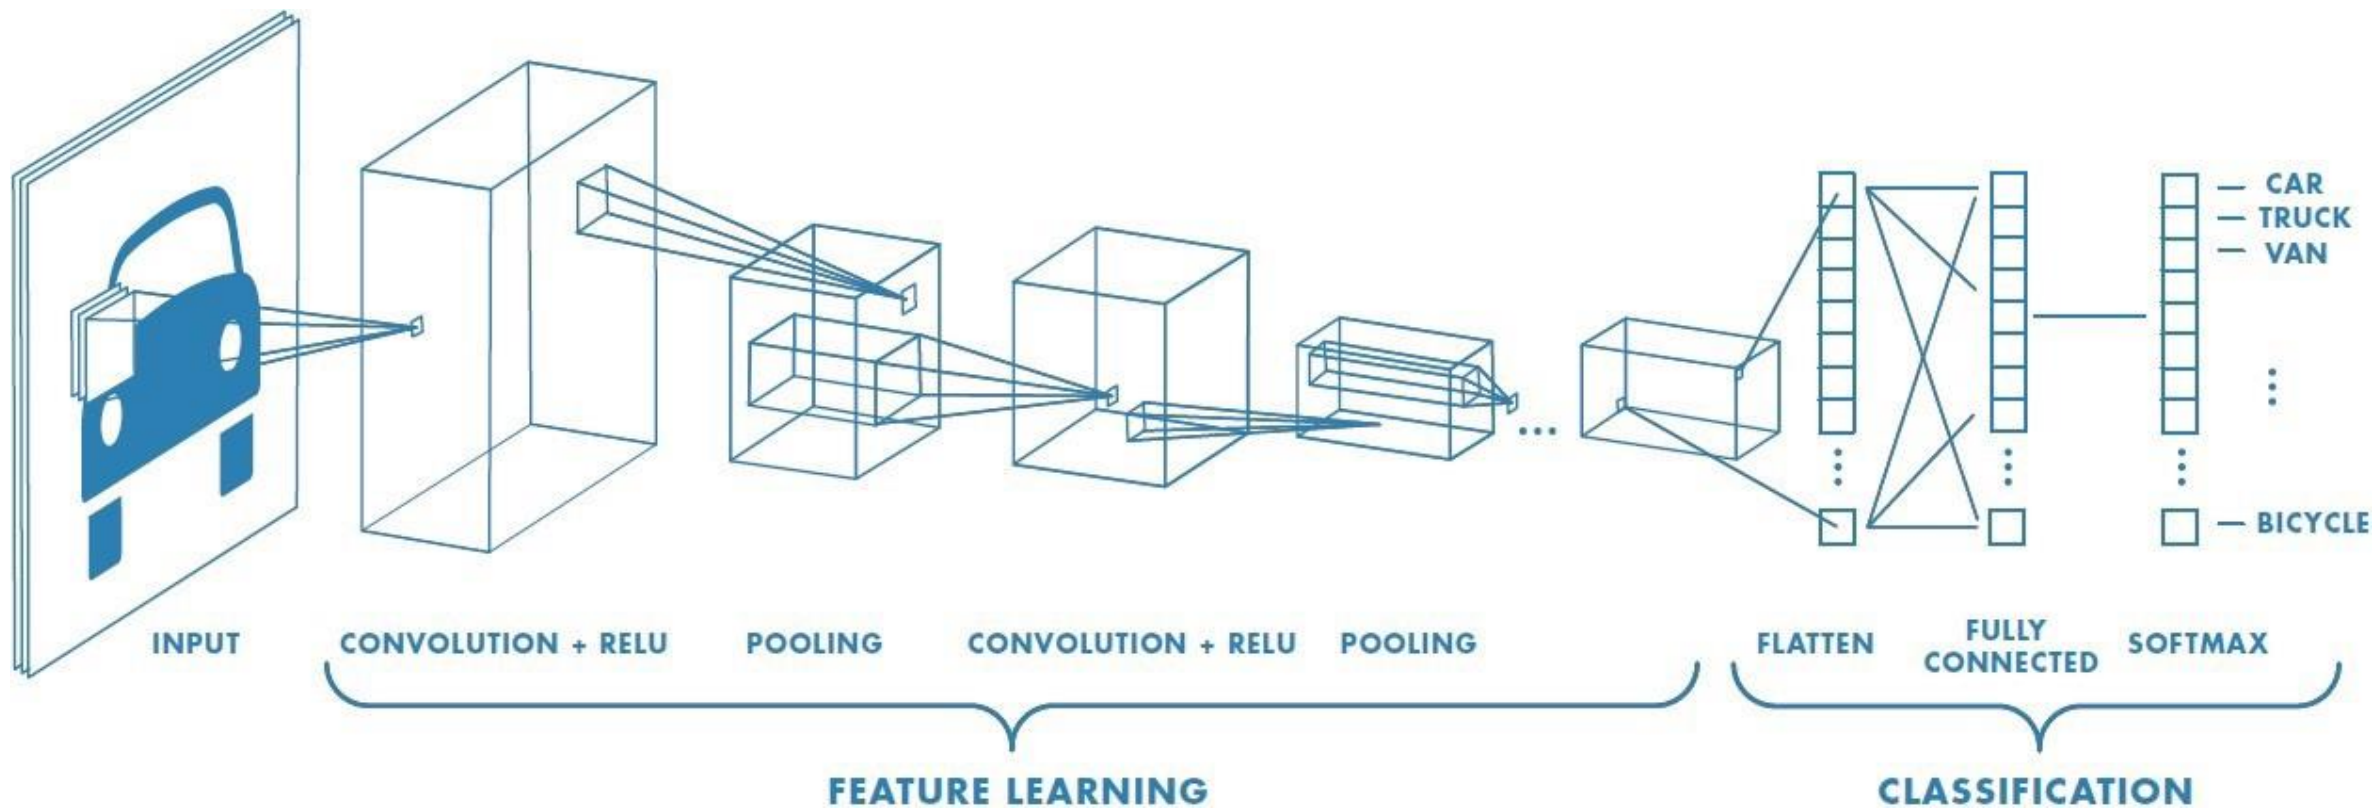 CAR
TRUCK
VAN
BICYCLE
INPUT
CONVOLUTION + RELU
POOLING
CONVOLUTION + RELU
POOLING
FLATTEN
FULLY
CONNECTED
SOFTMAX
FEATURE LEARNING
CLASSIFICATION